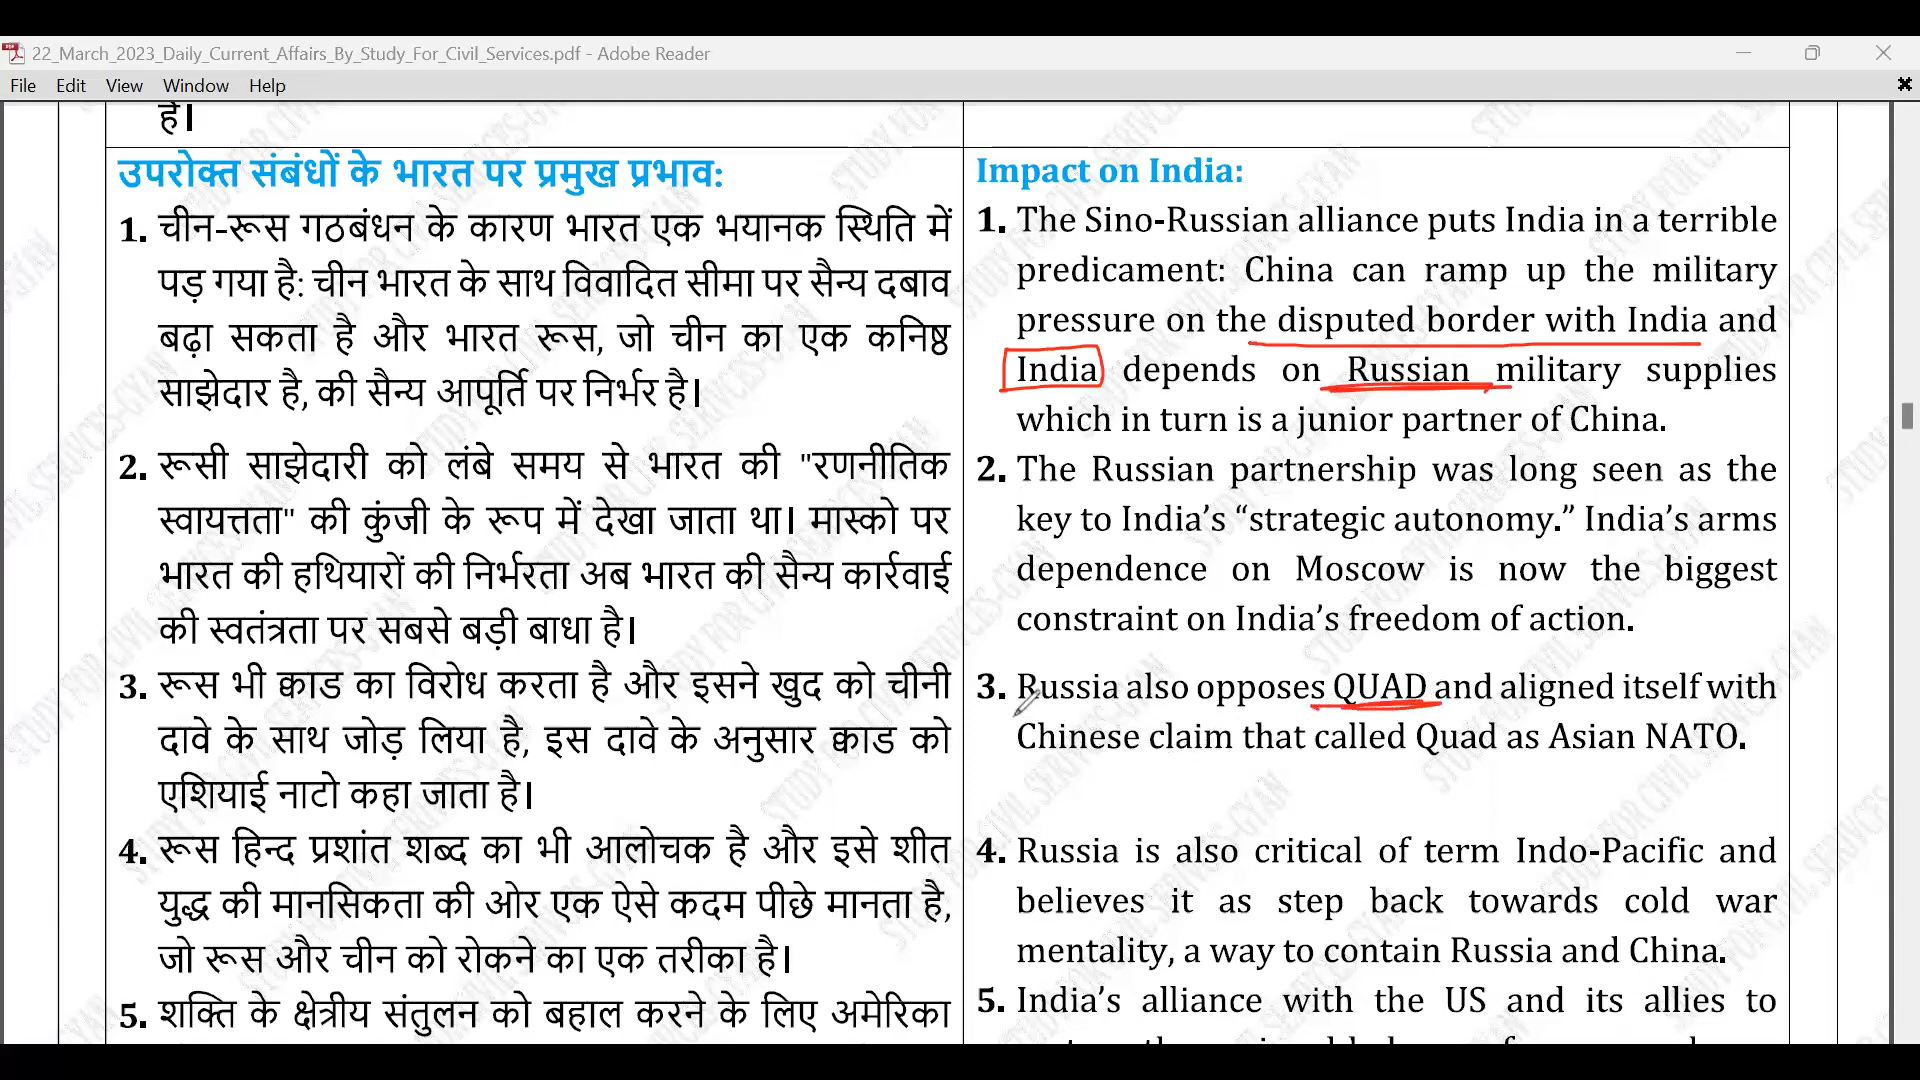 22_March_2023_Daily_Current_Affairs_By_Study_For_Civil_Services.pdf - Adobe Reader
File Edit View Window Help
है।
उपरोक्त संबंधों के भारत पर प्रमुख प्रभाव:
1. चीन-रूस गठबंधन के कारण भारत एक भयानक स्थिति में
पड़ गया है: चीन भारत के साथ विवादित सीमा पर सैन्य दबाव
बढ़ा सकता है और भारत रूस, जो चीन का एक कनिष्ठ
साझेदार है, की सैन्य आपूर्ति पर निर्भर है।
2. रूसी साझेदारी को लंबे समय से भारत की "रणनीतिक
स्वायत्तता" की कुंजी के रूप में देखा जाता था। मास्को पर
भारत की हथियारों की निर्भरता अब भारत की सैन्य कार्रवाई
की स्वतंत्रता पर सबसे बड़ी बाधा है।
3. रूस भी क्वाड का विरोध करता है और इसने खुद को चीनी
दावे के साथ जोड़ लिया है, इस दावे के अनुसार क्वाड को
एशियाई नाटो कहा जाता है।
4. रूस हिन्द प्रशांत शब्द का भी आलोचक है और इसे शीत
युद्ध की मानसिकता की ओर एक ऐसे कदम पीछे मानता है,
जो रूस और चीन को रोकने का एक तरीका है।
5. शक्ति के क्षेत्रीय संतुलन को बहाल करने के लिए अमेरिका
Impact on India:
1. The Sino-Russian alliance puts India in a terrible
predicament: China can ramp up the military
pressure on the disputed border with India and
India depends on Russian military supplies
which in turn is a junior partner of China.
2. The Russian partnership was long seen as the
key to India’s “strategic autonomy.” India’s arms
dependence on Moscow is now the biggest
constraint on India’s freedom of action.
3. Russia also opposes QUAD and aligned itself with
Chinese claim that called Quad as Asian NATO.
4. Russia is also critical of term Indo-Pacific and
believes it as step back towards cold war
mentality, a way to contain Russia and China.
5. India’s alliance with the US and its allies to